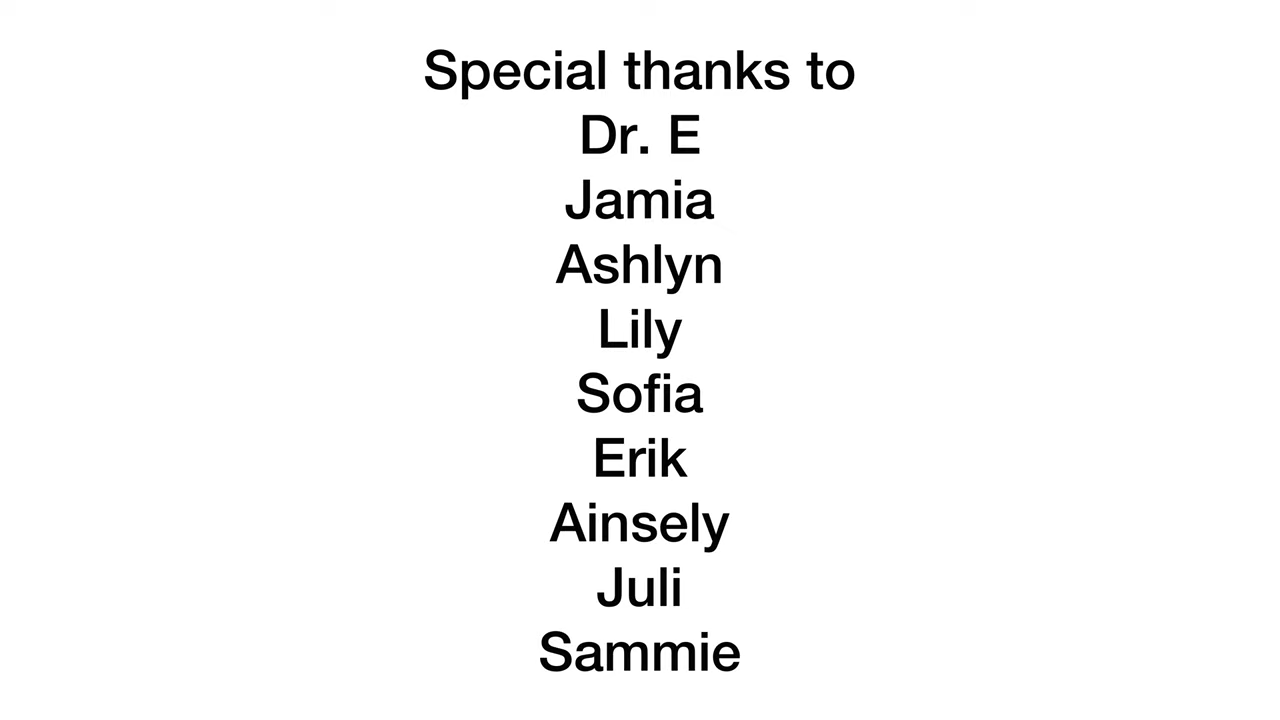 Special thanks to
Dr. E
Jamia
Ashlyn
Lily
Sofia
Erik
Ainsely
Juli
Sammie